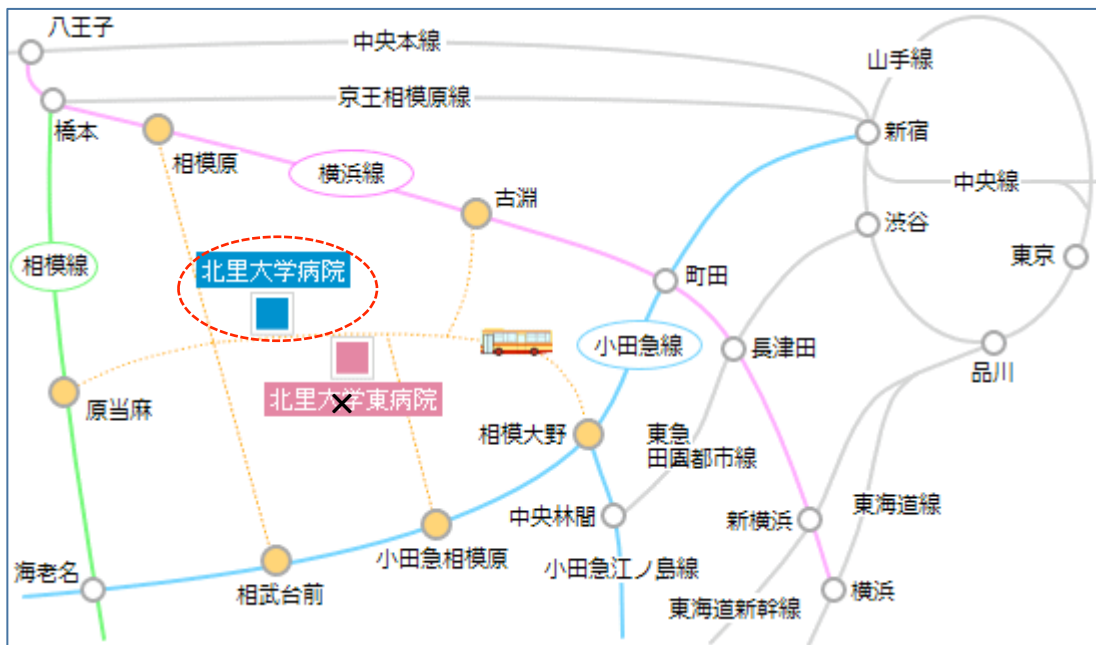 八王子
中央本線
山手線
京王相模原線
橋本
新宿
相模原
横浜線
中央線
古淵
渋谷
相模線
北里大学病院
東京
町田
小田急線
長津田
品川
北里大学東病院
原当麻
相模大野
東急
田園都市線
中央林間
新横浜
東海道線
小田急相模原
海老名
相武台前
小田急江ノ島線
横浜
東海道新幹線